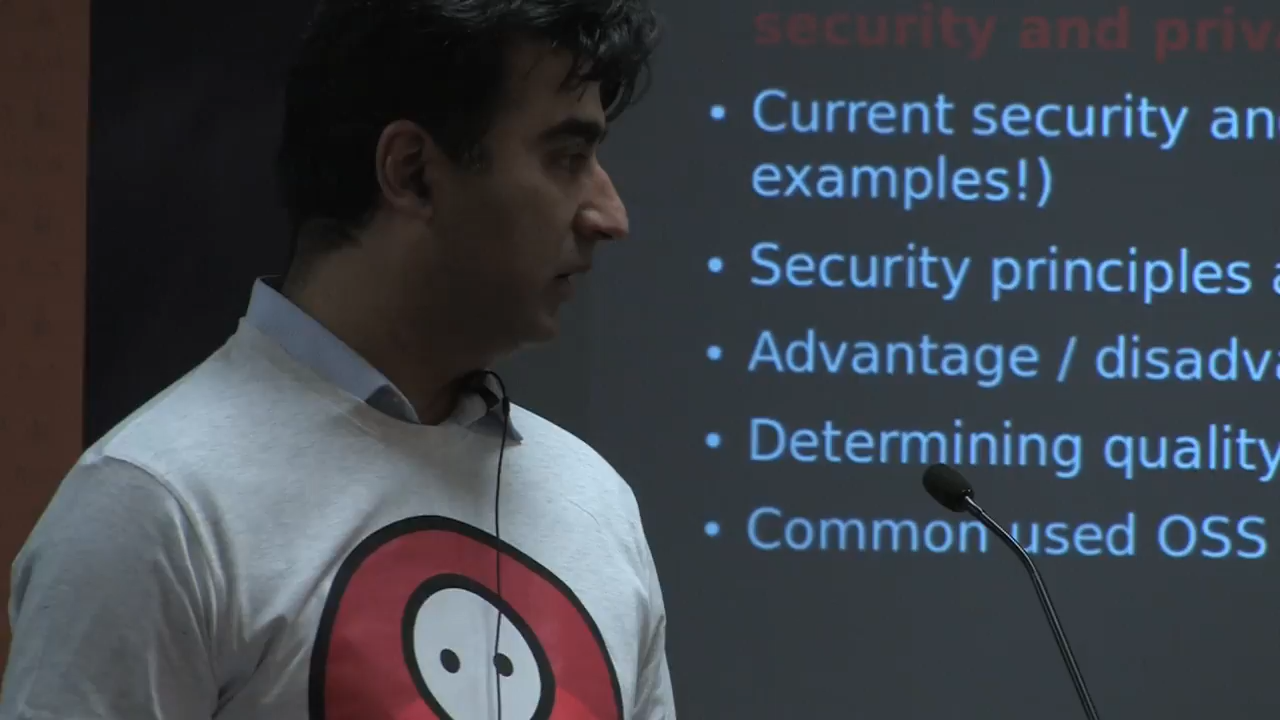 security and priv
• Current security an
examples!)
• Security principles a
• Advantage / disadva
• Determining quality
• Common used OSS